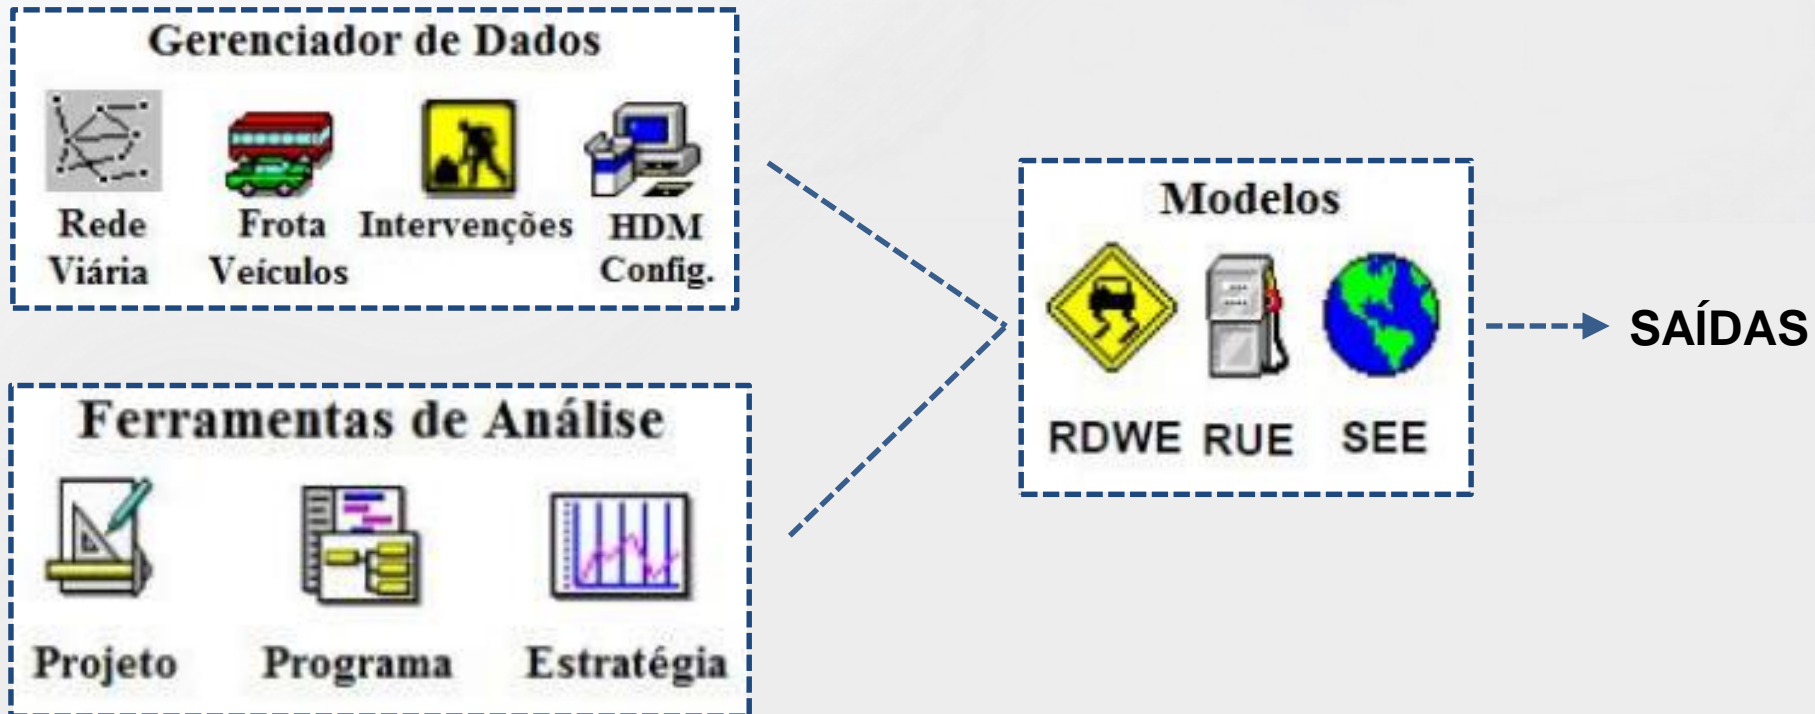 Gerenciador de Dados
Rede Viária
Frota Veículos
Intervenções
HDM Config.
Ferramentas de Análise
Projeto
Programa
Estratégia
Modelos
RDWE
RUE
SEE
SAÍDAS